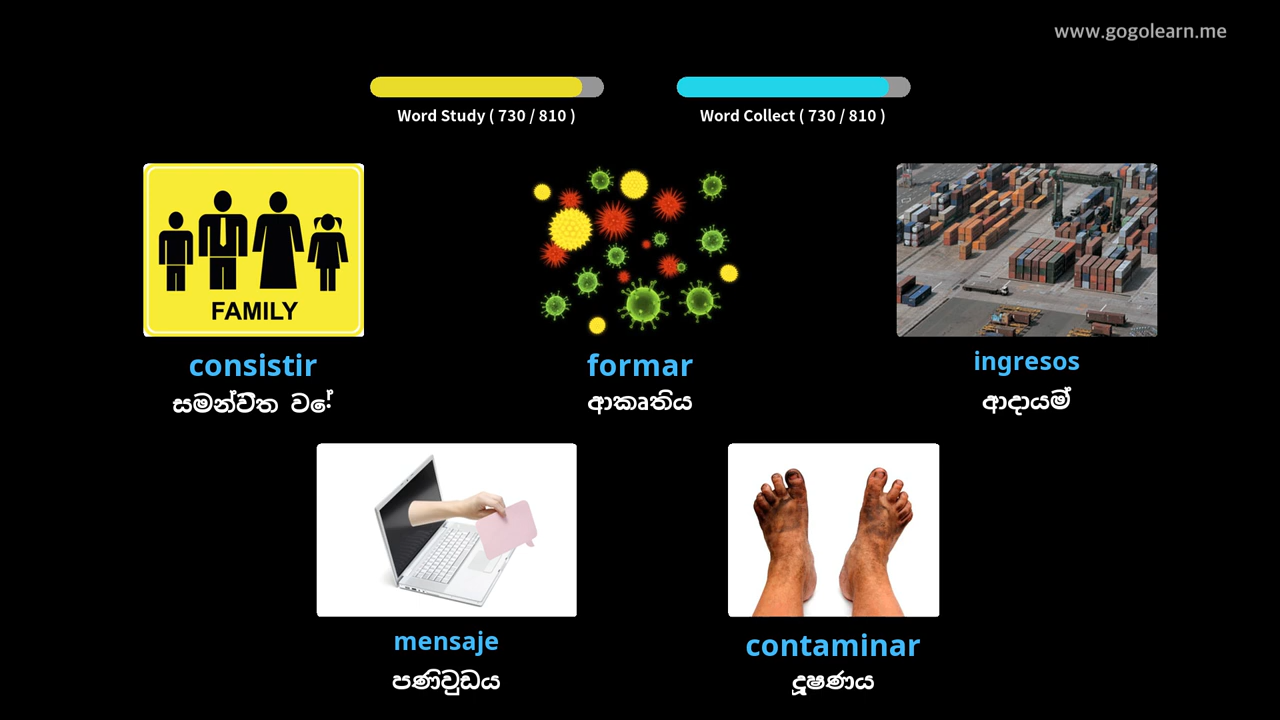 www.gogolearn.me
Word Study ( 730 / 810 )
Word Collect ( 730 / 810 )
FAMILY
consistir
සමන්විත වේ!
formar
ආකෘතිය
ingresos
ආදායම්
mensaje
පණිවුඩය
contaminar
දූෂණය